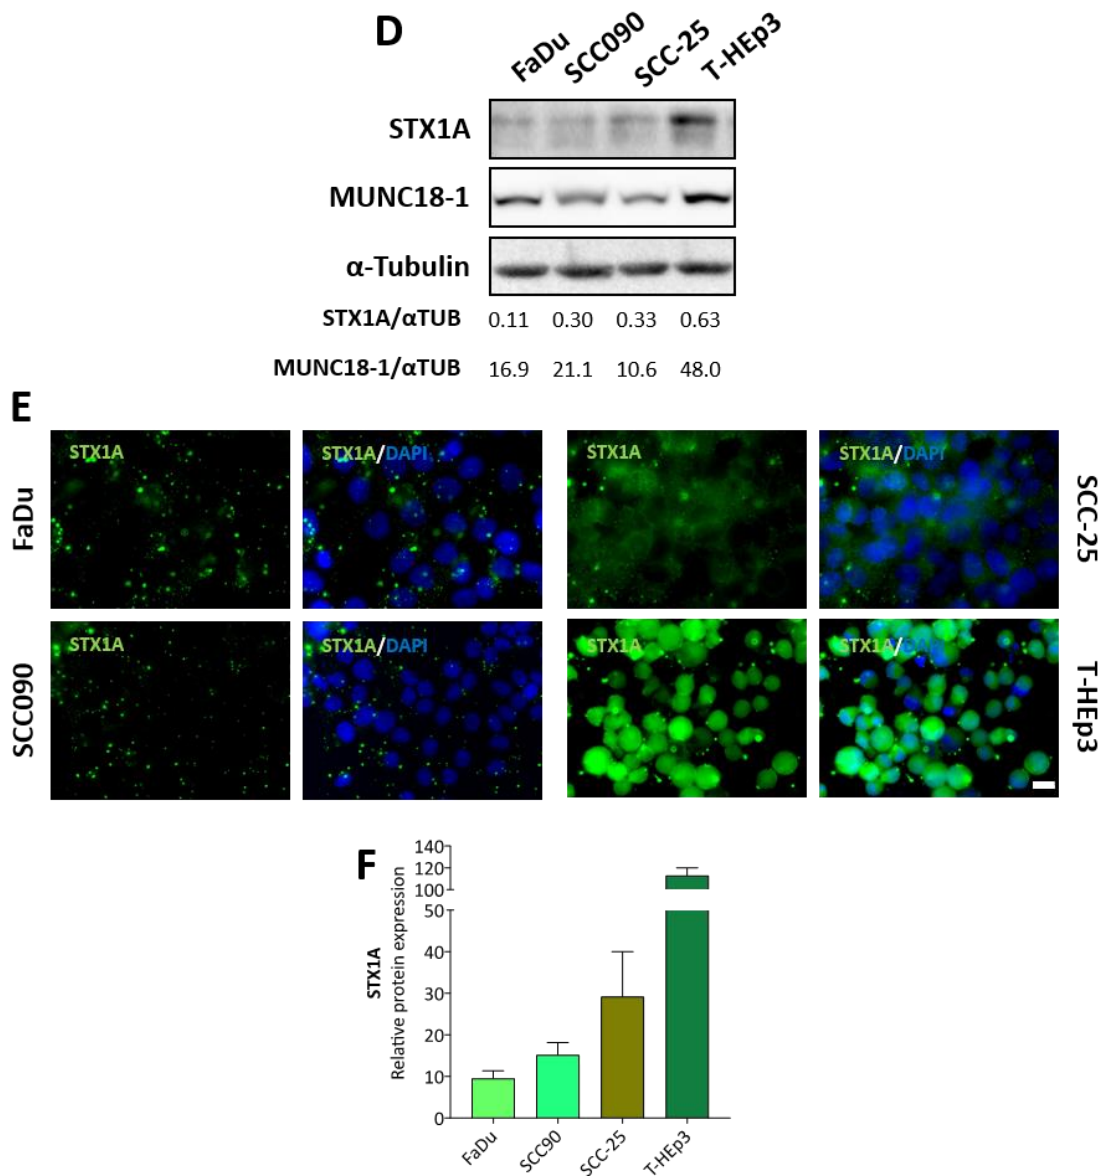 D
FaDu SCC090 SCC-25 T-HEp3
STX1A
MUNC18-1
α-Tubulin
STX1A/αTUB 0.11 0.30 0.33 0.63
MUNC18-1/αTUB 16.9 21.1 10.6 48.0
E
FaDu
STX1A STX1A/DAPI STX1A STX1A/DAPI
SCC-25
SCC090
STX1A STX1A/DAPI STX1A STX1A/DAPI
T-HEp3
F
STX1A
Relative protein expression
140
120
100
50
40
30
20
10
0
FaDu SCC90 SCC-25 T-HEp3